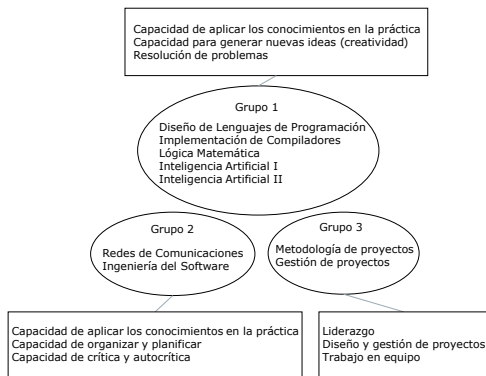 Capacidad de aplicar los conocimientos en la práctica
Capacidad para generar nuevas ideas (creatividad)
Resolución de problemas
Grupo 1
Diseño de Lenguajes de Programación
Implementación de Compiladores
Lógica Matemática
Inteligencia Artificial I
Inteligencia Artificial II
Grupo 2
Redes de Comunicaciones
Ingeniería del Software
Grupo 3
Metodología de proyectos
Gestión de proyectos
Capacidad de aplicar los conocimientos en la práctica
Capacidad de organizar y planificar
Capacidad de crítica y autocrítica
Liderazgo
Diseño y gestión de proyectos
Trabajo en equipo